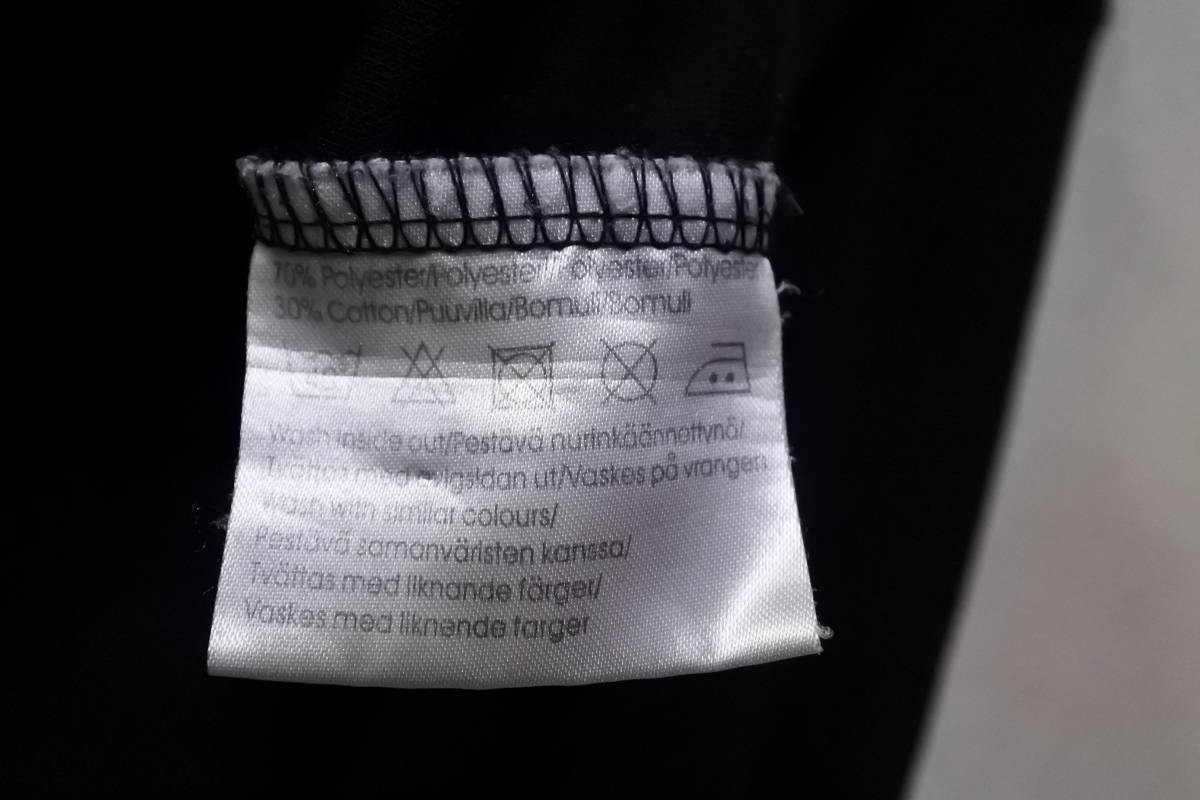 70% Polyester/Polyester/Polyester/Polyester
30% Cotton/Puuvilla/Bomull/Bomull
Wash inside out/Pestävä nurinkäännettynä/
Tvättas med avigsidan ut/Vaskes på vrangen
Wash with similar colours/
Pestävä samanväristen kanssa/
Tvättas med liknande färger/
Vaskes med liknende farger